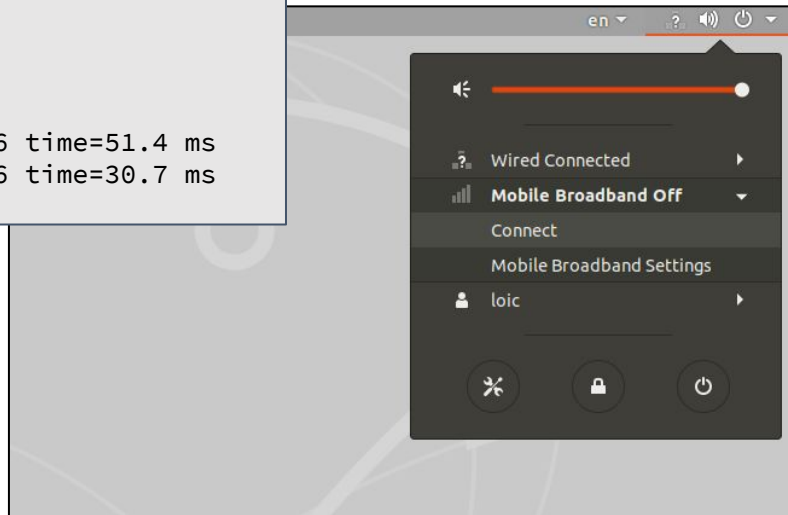 6 time=51.4 ms
6 time=30.7 ms
en
?
? Wired Connected
Mobile Broadband Off
Connect
Mobile Broadband Settings
loic